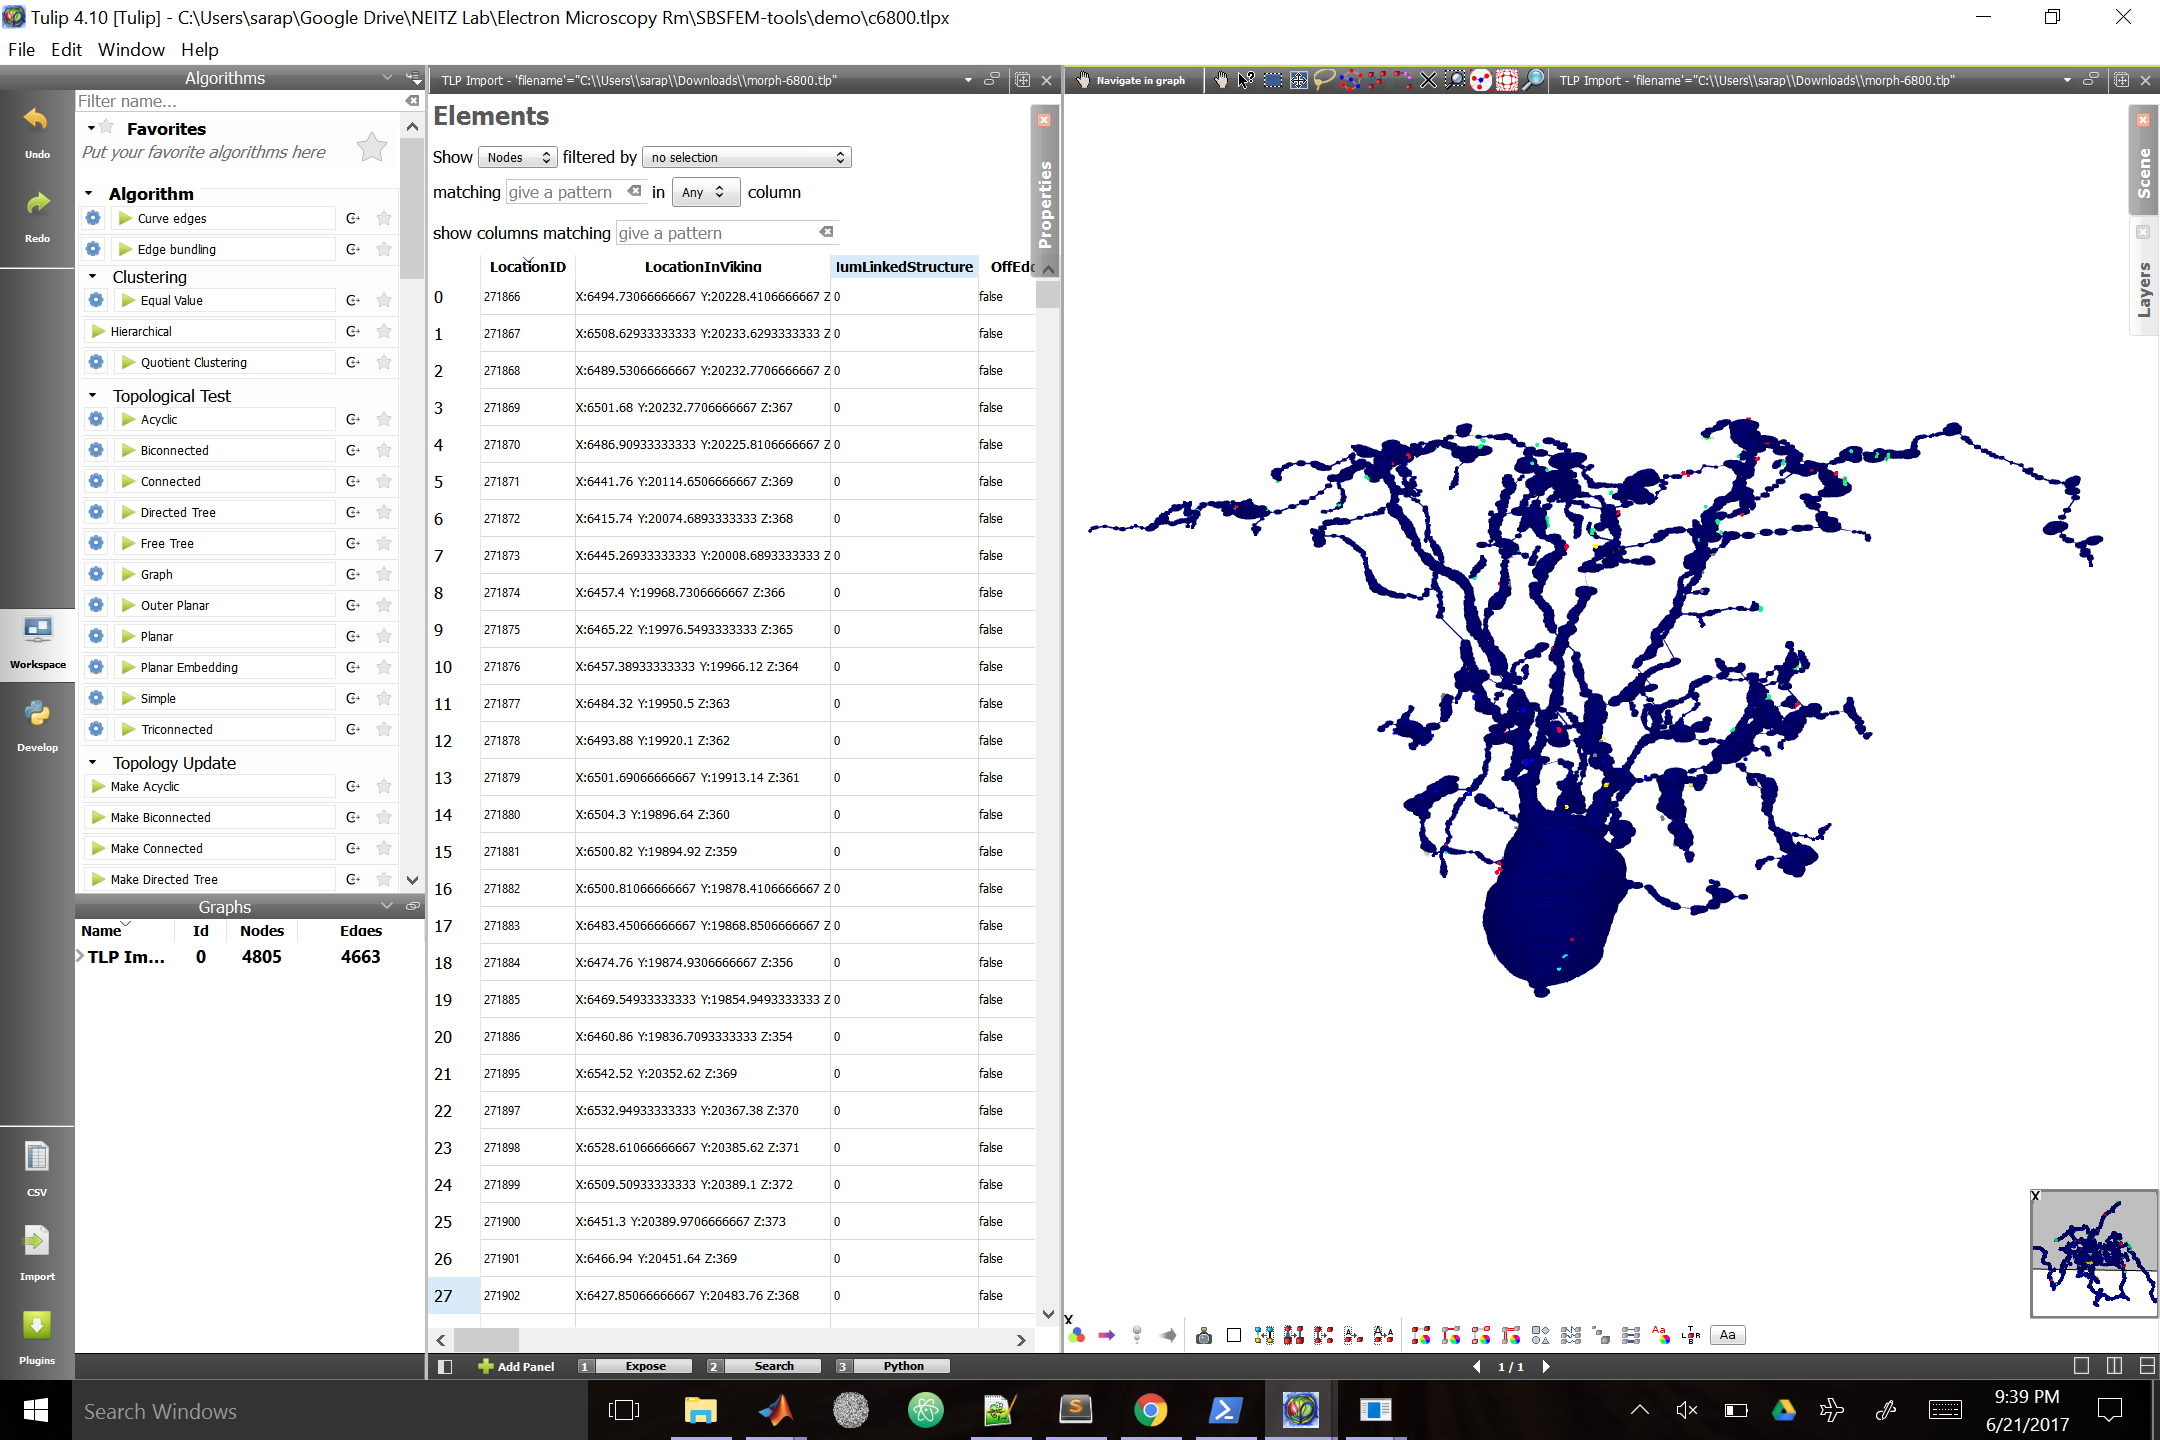 Tulip 4.10 [Tulip] - C:\Users\sarap\Google Drive\NEITZ Lab\Electron Microscopy Rm\SBSFEM-tools\demo\c6800.tlpx
File Edit Window Help
Undo
Redo
Workspace
Develop
CSV
Import
Plugins
Algorithms
Filter name...
Favorites
Put your favorite algorithms here
Algorithm
Curve edges
Edge bundling
Clustering
Equal Value
Hierarchical
Quotient Clustering
Topological Test
Acyclic
Biconnected
Connected
Directed Tree
Free Tree
Graph
Outer Planar
Planar
Planar Embedding
Simple
Triconnected
Topology Update
Make Acyclic
Make Biconnected
Make Connected
Make Directed Tree
Graphs
Name Id Nodes Edges
TLP Im... 0 4805 4663
TLP Import - 'filename'="C:\\Users\\sarap\\Downloads\\morph-6800.tlp"
Elements
Show Nodes filtered by no selection
matching give a pattern in Any column
show columns matching give a pattern
Properties
LocationID LocationInViking lumLinkedStructure OffEdg
0 271866 X:6494.73066666667 Y:20228.4106666667 Z 0 false
1 271867 X:6508.62933333333 Y:20233.6293333333 Z 0 false
2 271868 X:6489.53066666667 Y:20232.7706666667 Z 0 false
3 271869 X:6501.68 Y:20232.7706666667 Z:367 0 false
4 271870 X:6486.90933333333 Y:20225.8106666667 Z 0 false
5 271871 X:6441.76 Y:20114.6506666667 Z:369 0 false
6 271872 X:6415.74 Y:20074.6893333333 Z:368 0 false
7 271873 X:6445.26933333333 Y:20008.6893333333 Z 0 false
8 271874 X:6457.4 Y:19968.7306666667 Z:366 0 false
9 271875 X:6465.22 Y:19976.5493333333 Z:365 0 false
10 271876 X:6457.38933333333 Y:19966.12 Z:364 0 false
11 271877 X:6484.32 Y:19950.5 Z:363 0 false
12 271878 X:6493.88 Y:19920.1 Z:362 0 false
13 271879 X:6501.69066666667 Y:19913.14 Z:361 0 false
14 271880 X:6504.3 Y:19896.64 Z:360 0 false
15 271881 X:6500.82 Y:19894.92 Z:359 0 false
16 271882 X:6500.81066666667 Y:19878.4106666667 Z 0 false
17 271883 X:6483.45066666667 Y:19868.8506666667 Z 0 false
18 271884 X:6474.76 Y:19874.9306666667 Z:356 0 false
19 271885 X:6469.54933333333 Y:19854.9493333333 Z 0 false
20 271886 X:6460.86 Y:19836.7093333333 Z:354 0 false
21 271895 X:6542.52 Y:20352.62 Z:369 0 false
22 271897 X:6532.94933333333 Y:20367.38 Z:370 0 false
23 271898 X:6528.61066666667 Y:20385.62 Z:371 0 false
24 271899 X:6509.50933333333 Y:20389.1 Z:372 0 false
25 271900 X:6451.3 Y:20389.9706666667 Z:373 0 false
26 271901 X:6466.94 Y:20451.64 Z:369 0 false
27 271902 X:6427.85066666667 Y:20483.76 Z:368 0 false
Navigate in graph TLP Import - 'filename'="C:\\Users\\sarap\\Downloads\\morph-6800.tlp"
Scene
Layers
X
X
Aa
Add Panel 1 Expose 2 Search 3 Python 1 / 1
Search Windows
9:39 PM
6/21/2017